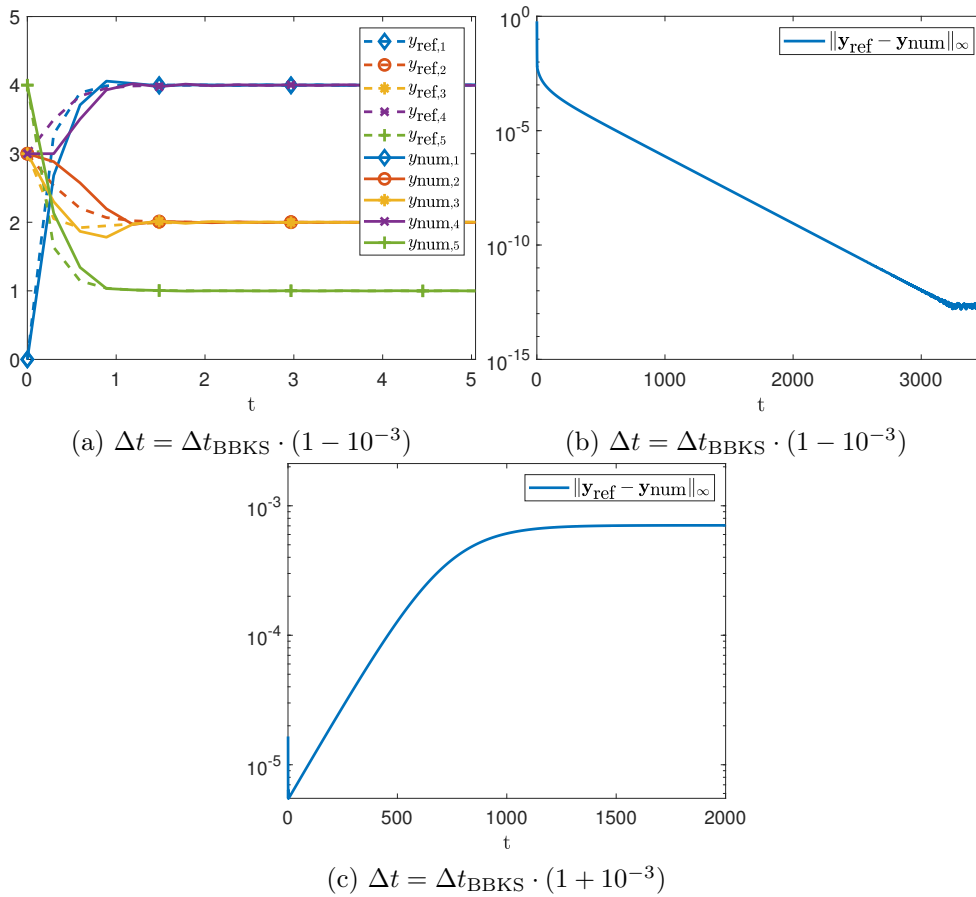 5
4
3
2
1
0
0
1
2
3
4
5
t
y_ref,1
y_ref,2
y_ref,3
y_ref,4
y_ref,5
y_num,1
y_num,2
y_num,3
y_num,4
y_num,5
(a) Δt = Δt_BBKS · (1 − 10^−3)
10^0
10^−5
10^−10
10^−15
0
1000
2000
3000
t
‖y_ref − y_num‖_∞
(b) Δt = Δt_BBKS · (1 − 10^−3)
10^−3
10^−4
10^−5
0
500
1000
1500
2000
t
‖y_ref − y_num‖_∞
(c) Δt = Δt_BBKS · (1 + 10^−3)